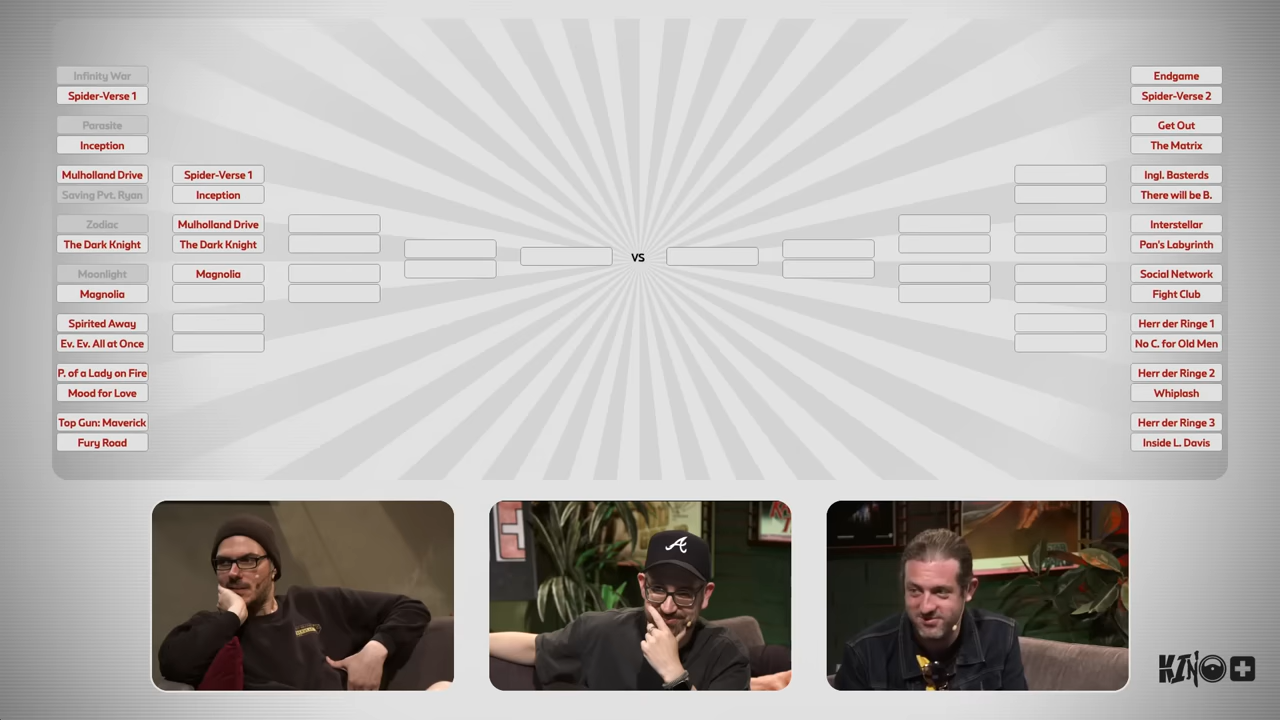 Infinity War
Spider-Verse 1
Parasite
Inception
Mulholland Drive
Saving Pvt. Ryan
Zodiac
The Dark Knight
Moonlight
Magnolia
Spirited Away
Ev. Ev. All at Once
P. of a Lady on Fire
Mood for Love
Top Gun: Maverick
Fury Road
Spider-Verse 1
Inception
Mulholland Drive
The Dark Knight
Magnolia
VS
Endgame
Spider-Verse 2
Get Out
The Matrix
Ingl. Basterds
There will be B.
Interstellar
Pan's Labyrinth
Social Network
Fight Club
Herr der Ringe 1
No C. for Old Men
Herr der Ringe 2
Whiplash
Herr der Ringe 3
Inside L. Davis
A
KINO+